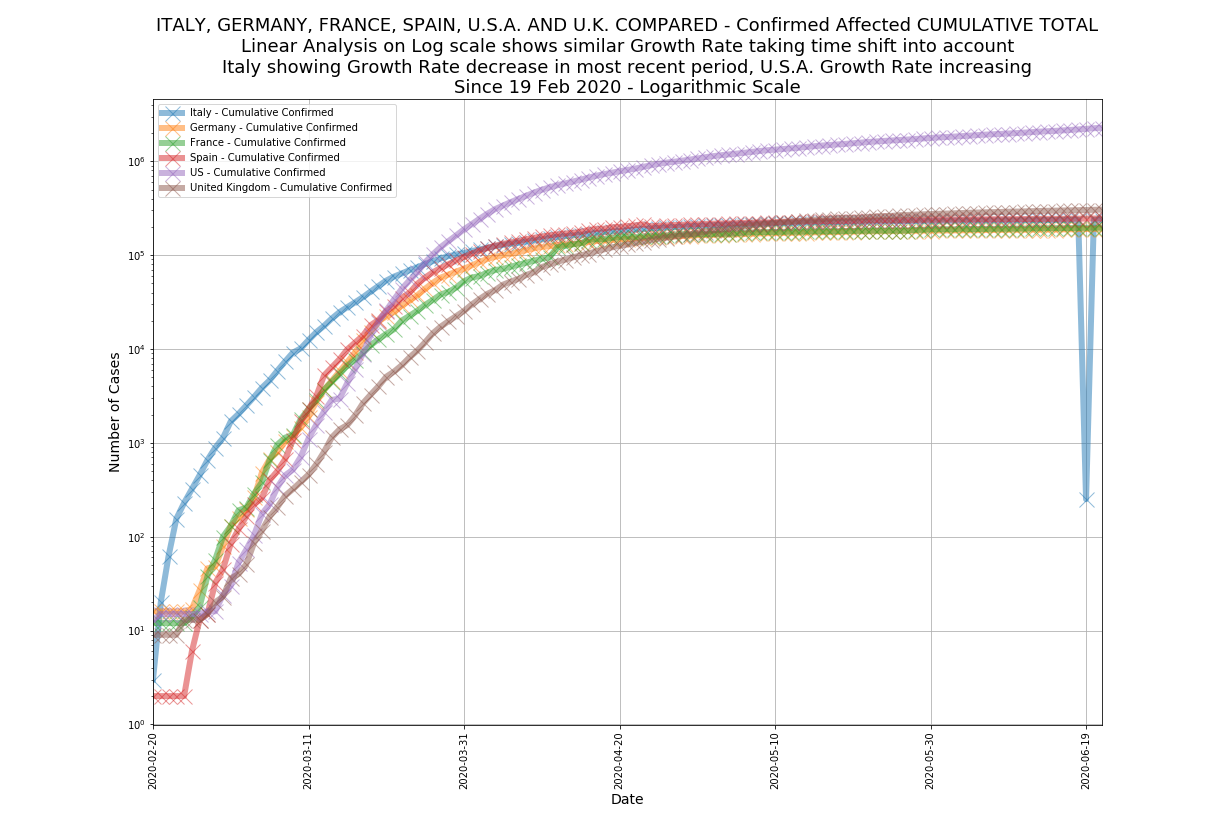 ITALY, GERMANY, FRANCE, SPAIN, U.S.A. AND U.K. COMPARED - Confirmed Affected CUMULATIVE TOTAL
Linear Analysis on Log scale shows similar Growth Rate taking time shift into account
Italy showing Growth Rate decrease in most recent period, U.S.A. Growth Rate increasing
Since 19 Feb 2020 - Logarithmic Scale
Italy - Cumulative Confirmed
Germany - Cumulative Confirmed
France - Cumulative Confirmed
Spain - Cumulative Confirmed
US - Cumulative Confirmed
United Kingdom - Cumulative Confirmed
Number of Cases
10⁶
10⁵
10⁴
10³
10²
10¹
10⁰
2020-02-20
2020-03-11
2020-03-31
2020-04-20
2020-05-10
2020-05-30
2020-06-19
Date